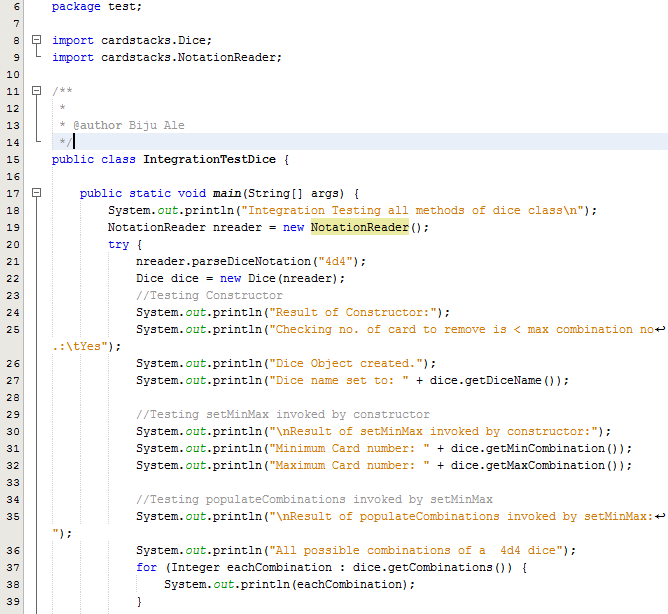 6 package test;
7
8 import cardstacks.Dice;
9 import cardstacks.NotationReader;
10
11 /**
12 *
13 * @author Biju Ale
14 */
15 public class IntegrationTestDice {
16
17 public static void main(String[] args) {
18 System.out.println("Integration Testing all methods of dice class\n");
19 NotationReader nreader = new NotationReader();
20 try {
21 nreader.parseDiceNotation("4d4");
22 Dice dice = new Dice(nreader);
23 //Testing Constructor
24 System.out.println("Result of Constructor:");
25 System.out.println("Checking no. of card to remove is < max combination no↵
.:\tYes");
26 System.out.println("Dice Object created.");
27 System.out.println("Dice name set to: " + dice.getDiceName());
28
29 //Testing setMinMax invoked by constructor
30 System.out.println("\nResult of setMinMax invoked by constructor:");
31 System.out.println("Minimum Card number: " + dice.getMinCombination());
32 System.out.println("Maximum Card number: " + dice.getMaxCombination());
33
34 //Testing populateCombinations invoked by setMinMax
35 System.out.println("\nResult of populateCombinations invoked by setMinMax:↵
");
36 System.out.println("All possible combinations of a  4d4 dice");
37 for (Integer eachCombination : dice.getCombinations()) {
38 System.out.println(eachCombination);
39 }